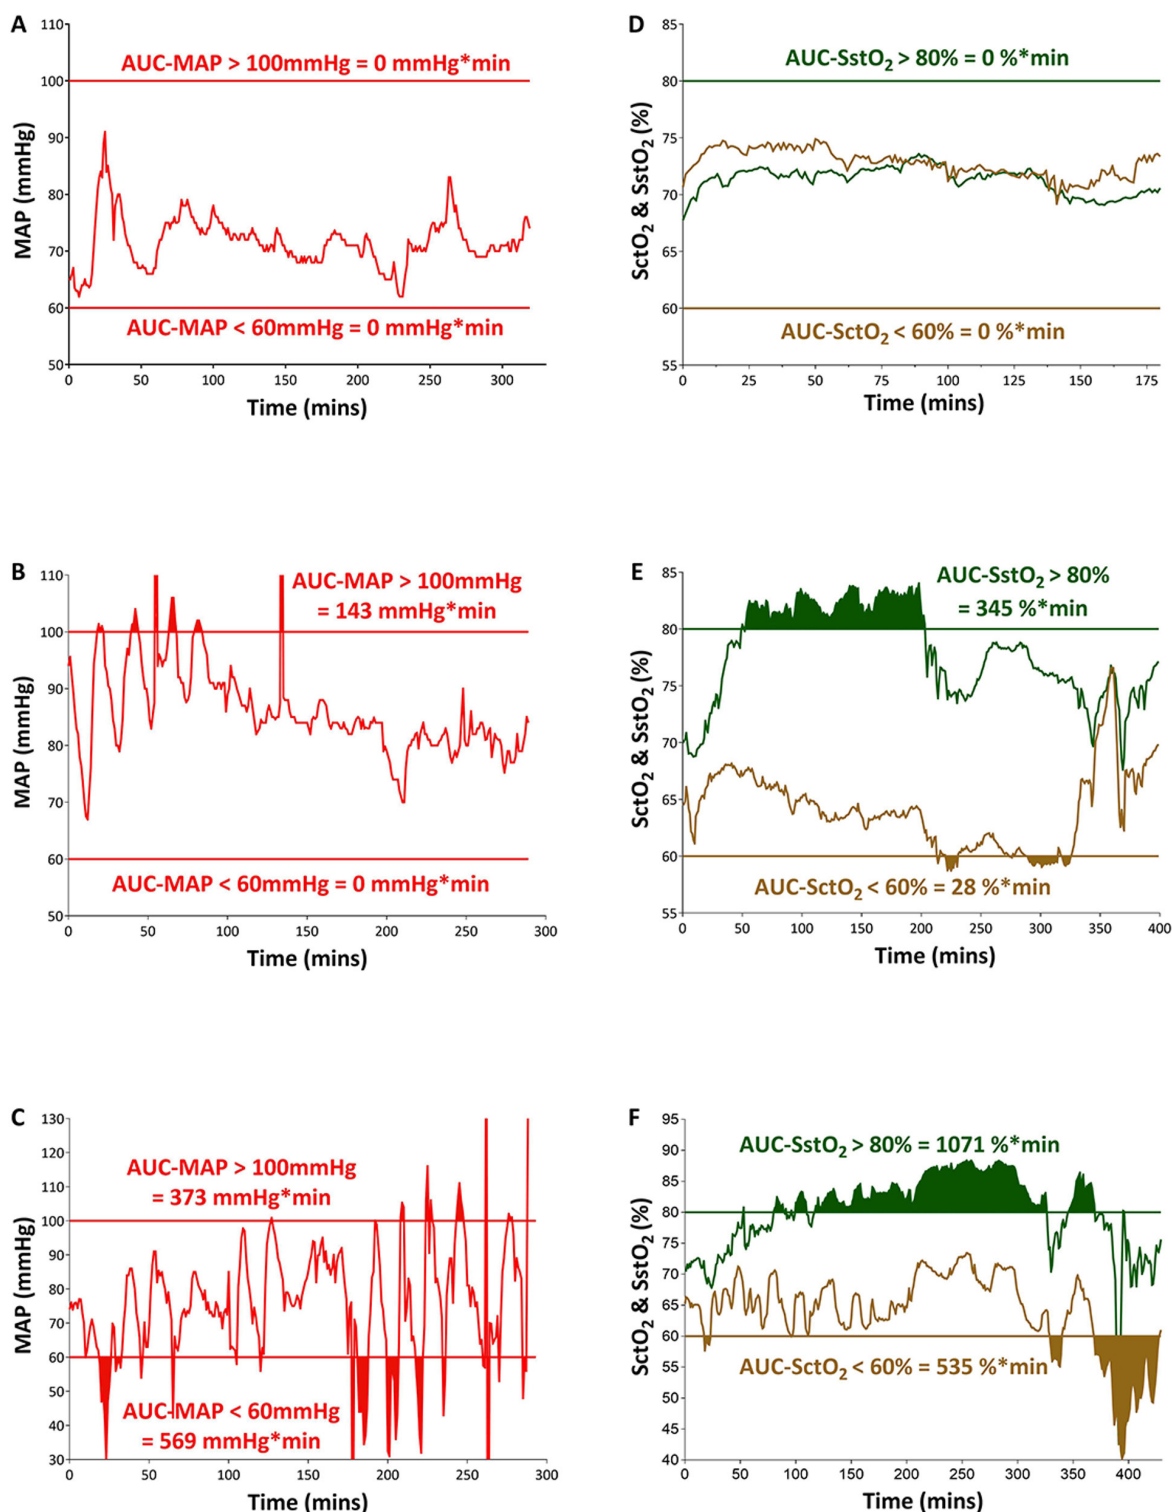 A
110
100
90
80
70
60
50
MAP (mmHg)
AUC-MAP > 100mmHg = 0 mmHg*min
AUC-MAP < 60mmHg = 0 mmHg*min
0 50 100 150 200 250 300
Time (mins)
D
85
80
75
70
65
60
55
SctO2 & SstO2 (%)
AUC-SstO2 > 80% = 0 %*min
AUC-SctO2 < 60% = 0 %*min
0 25 50 75 100 125 150 175
Time (mins)
B
110
100
90
80
70
60
50
MAP (mmHg)
AUC-MAP > 100mmHg
= 143 mmHg*min
AUC-MAP < 60mmHg = 0 mmHg*min
0 50 100 150 200 250 300
Time (mins)
E
85
80
75
70
65
60
55
SctO2 & SstO2 (%)
AUC-SstO2 > 80%
= 345 %*min
AUC-SctO2 < 60% = 28 %*min
0 50 100 150 200 250 300 350 400
Time (mins)
C
130
120
110
100
90
80
70
60
50
40
30
MAP (mmHg)
AUC-MAP > 100mmHg
= 373 mmHg*min
AUC-MAP < 60mmHg
= 569 mmHg*min
0 50 100 150 200 250 300
Time (mins)
F
95
90
85
80
75
70
65
60
55
50
45
40
SctO2 & SstO2 (%)
AUC-SstO2 > 80% = 1071 %*min
AUC-SctO2 < 60% = 535 %*min
0 50 100 150 200 250 300 350 400
Time (mins)